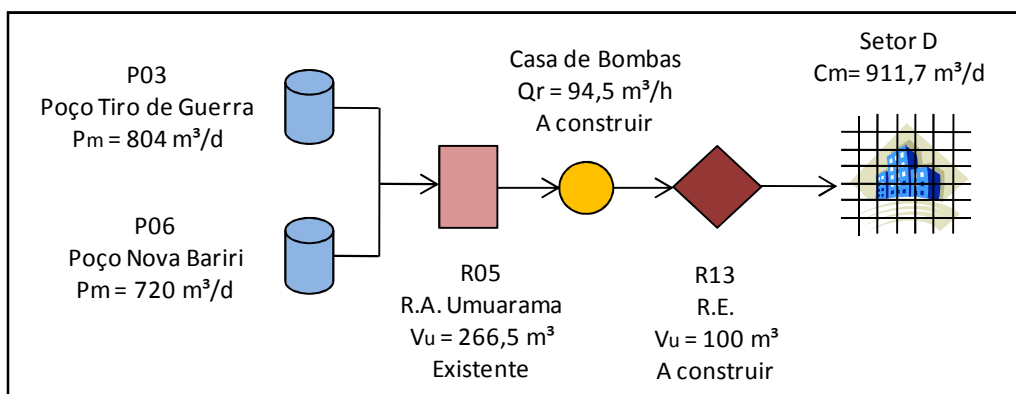 P03
Poço Tiro de Guerra
Pm = 804 m³/d
P06
Poço Nova Bariri
Pm = 720 m³/d
R05
R.A. Umuarama
Vu = 266,5 m³
Existente
Casa de Bombas
Qr = 94,5 m³/h
A construir
R13
R.E.
Vu = 100 m³
A construir
Setor D
Cm= 911,7 m³/d